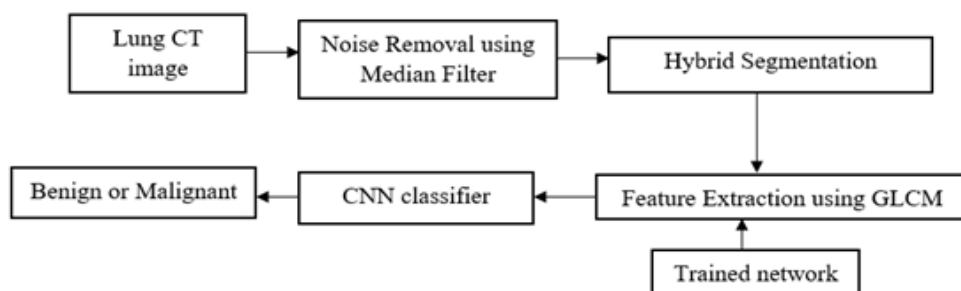 Lung CT
image
Noise Removal using
Median Filter
Hybrid Segmentation
Benign or Malignant
CNN classifier
Feature Extraction using GLCM
Trained network